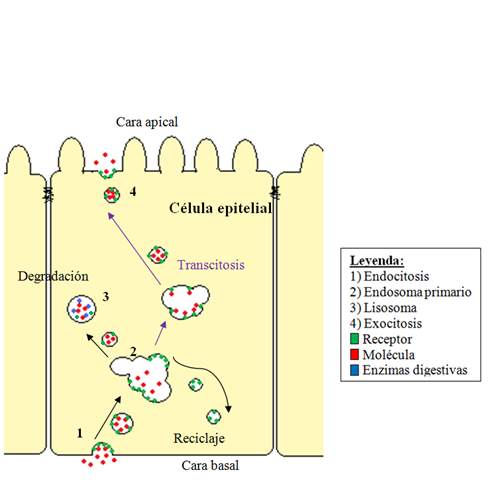 Cara apical
4
Célula epitelial
Transcitosis
Degradación
3
2
1
Reciclaje
Cara basal
Levenda:
1) Endocitosis
2) Endosoma primario
3) Lisosoma
4) Exocitosis
Receptor
Molécula
Enzimas digestivas